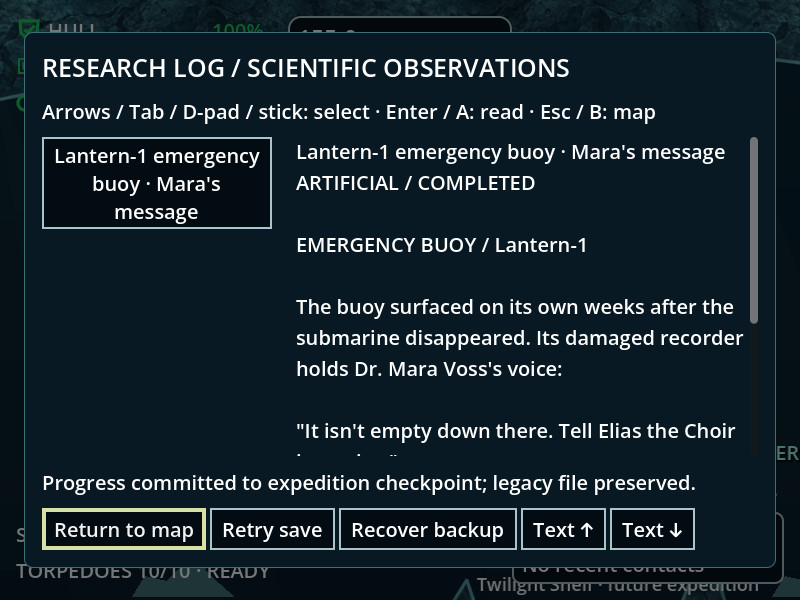 HULL 100%
RESEARCH LOG / SCIENTIFIC OBSERVATIONS
Arrows / Tab / D-pad / stick: select · Enter / A: read · Esc / B: map
Lantern-1 emergency
buoy · Mara's
message
Lantern-1 emergency buoy · Mara's message
ARTIFICIAL / COMPLETED
EMERGENCY BUOY / Lantern-1
The buoy surfaced on its own weeks after the
submarine disappeared. Its damaged recorder
holds Dr. Mara Voss's voice:
"It isn't empty down there. Tell Elias the Choir
Progress committed to expedition checkpoint; legacy file preserved.
Return to map
Retry save
Recover backup
Text ↑
Text ↓
No recent contacts
TORPEDOES 10/10 · READY
Twilight Shelf · future expedition